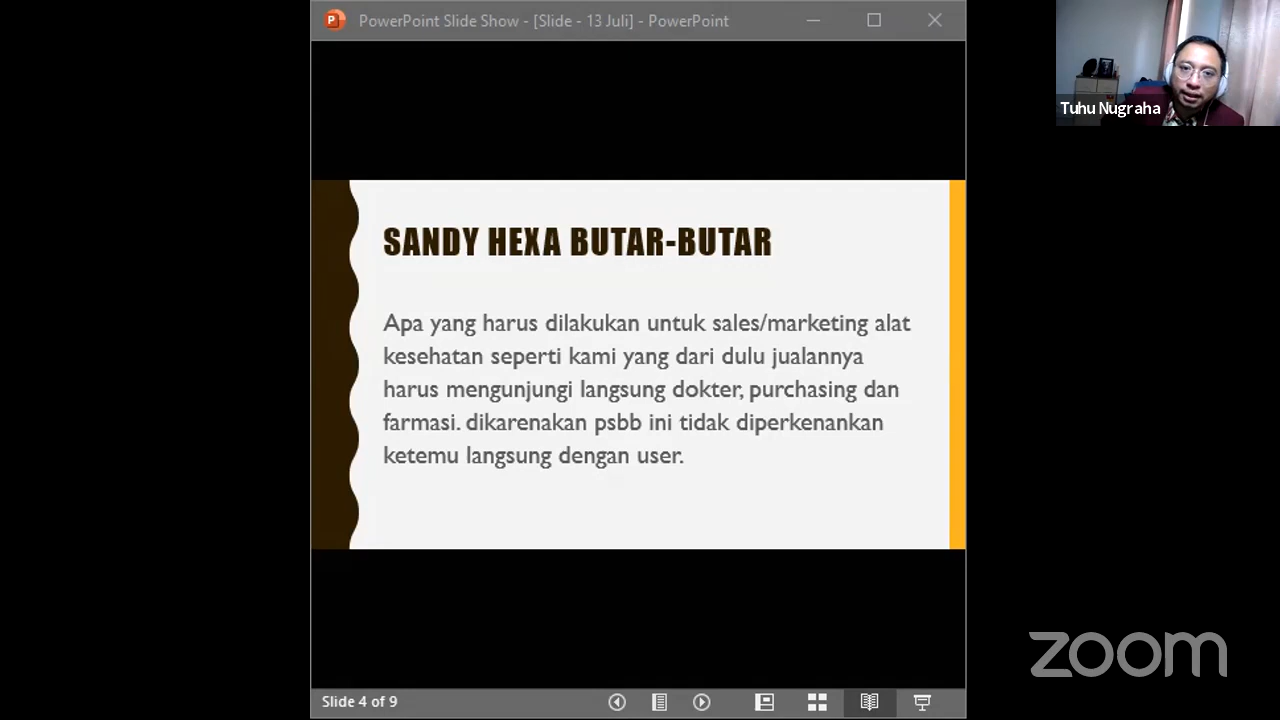 PowerPoint Slide Show - [Slide - 13 Juli] - PowerPoint
Tuhu Nugraha
SANDY HEXA BUTAR-BUTAR
Apa yang harus dilakukan untuk sales/marketing alat
kesehatan seperti kami yang dari dulu jualannya
harus mengunjungi langsung dokter, purchasing dan
farmasi. dikarenakan psbb ini tidak diperkenankan
ketemu langsung dengan user.
zoom
Slide 4 of 9